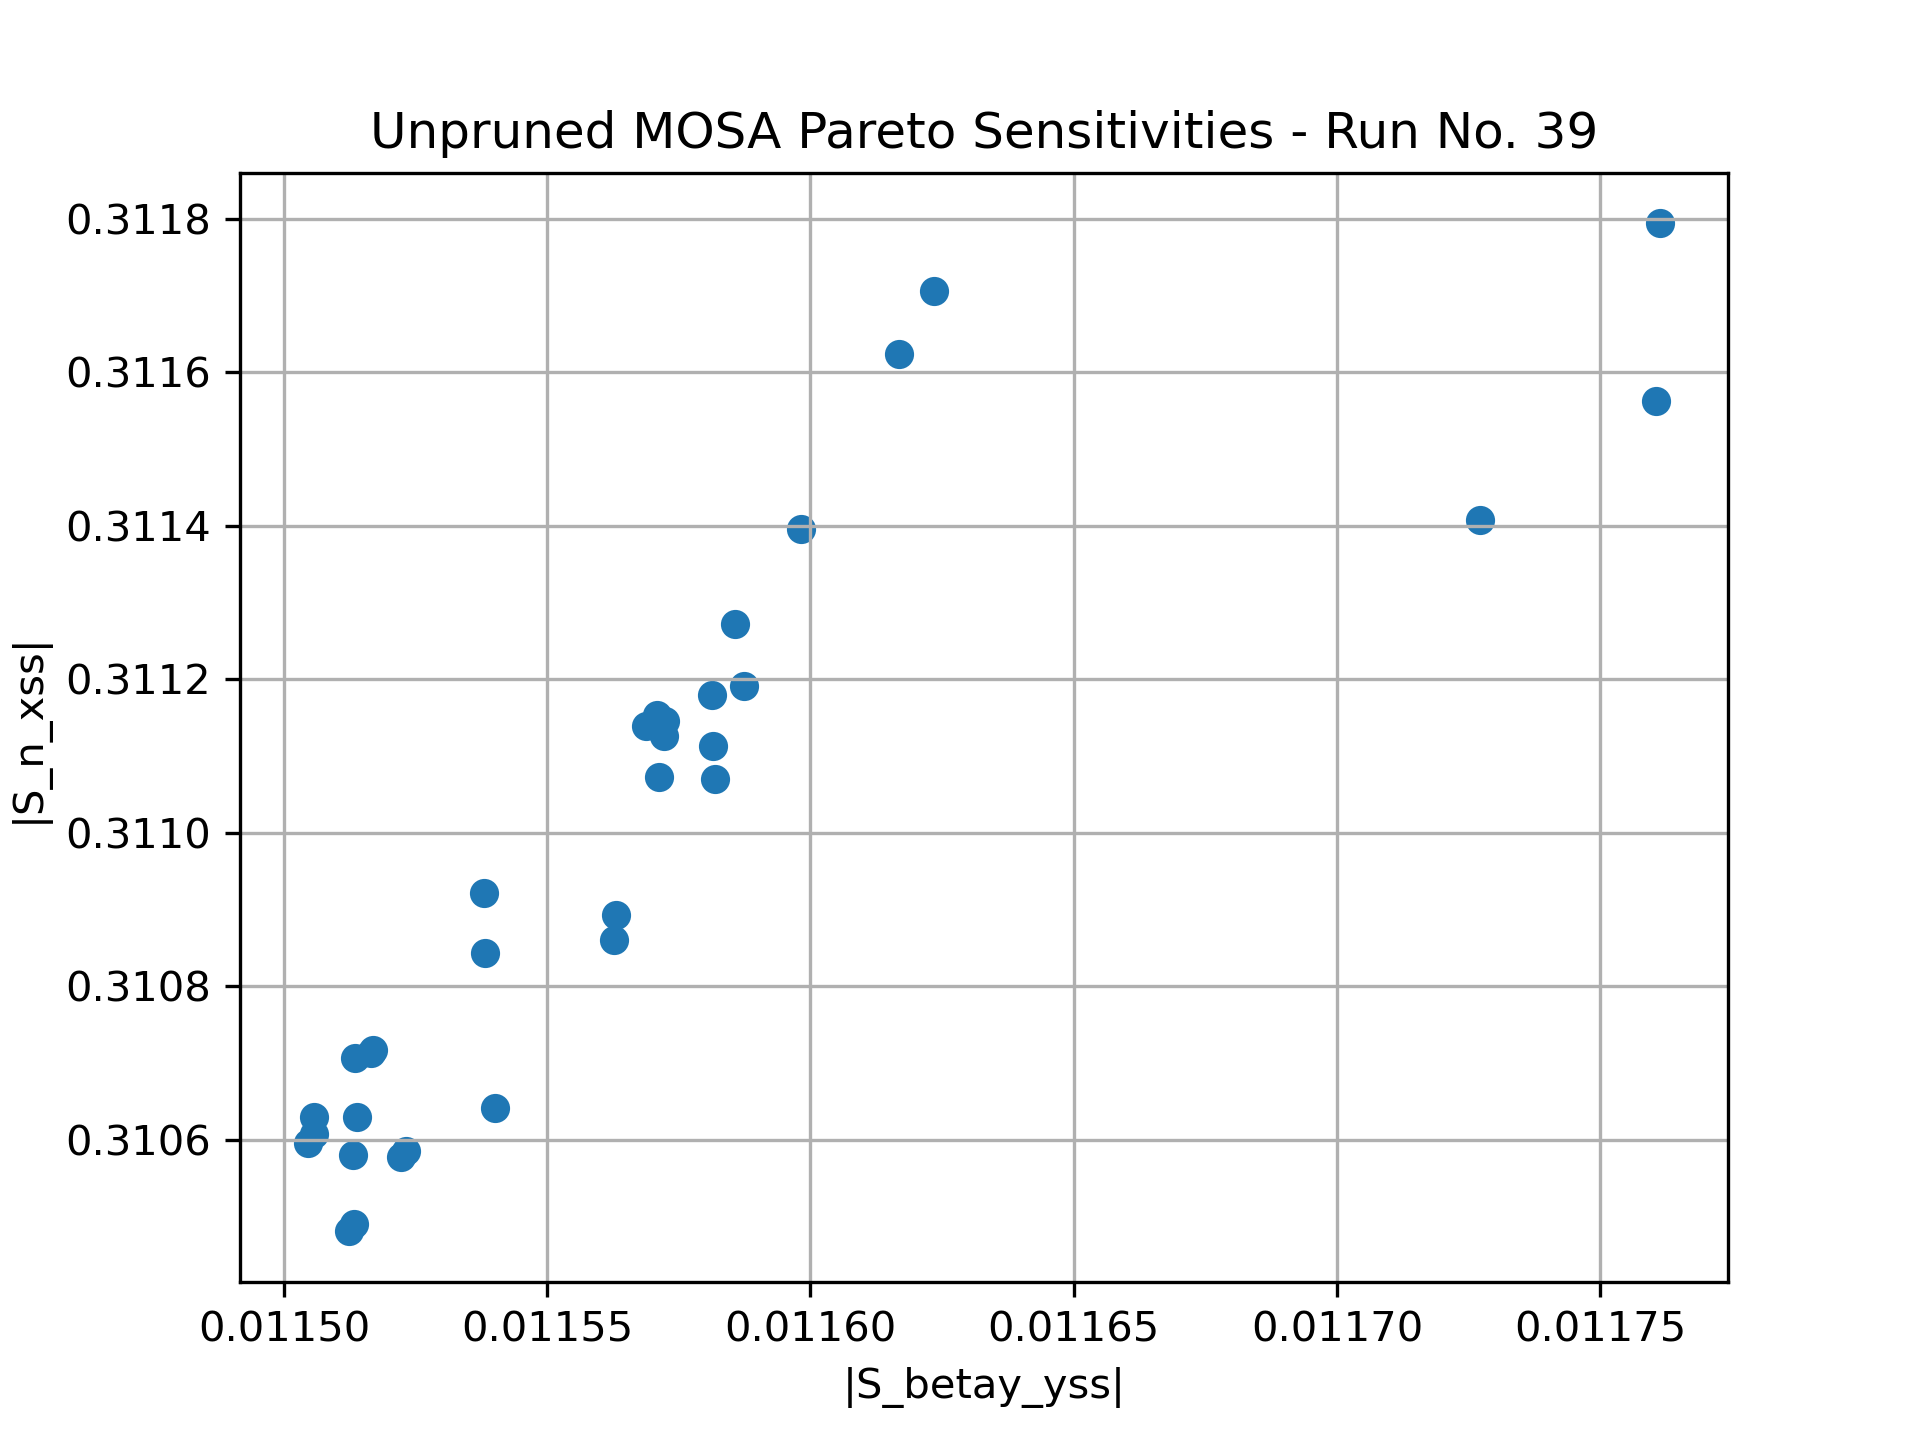 Unpruned MOSA Pareto Sensitivities - Run No. 39
|S_n_xss|
0.3118
0.3116
0.3114
0.3112
0.3110
0.3108
0.3106
0.01150 0.01155 0.01160 0.01165 0.01170 0.01175
|S_betay_yss|